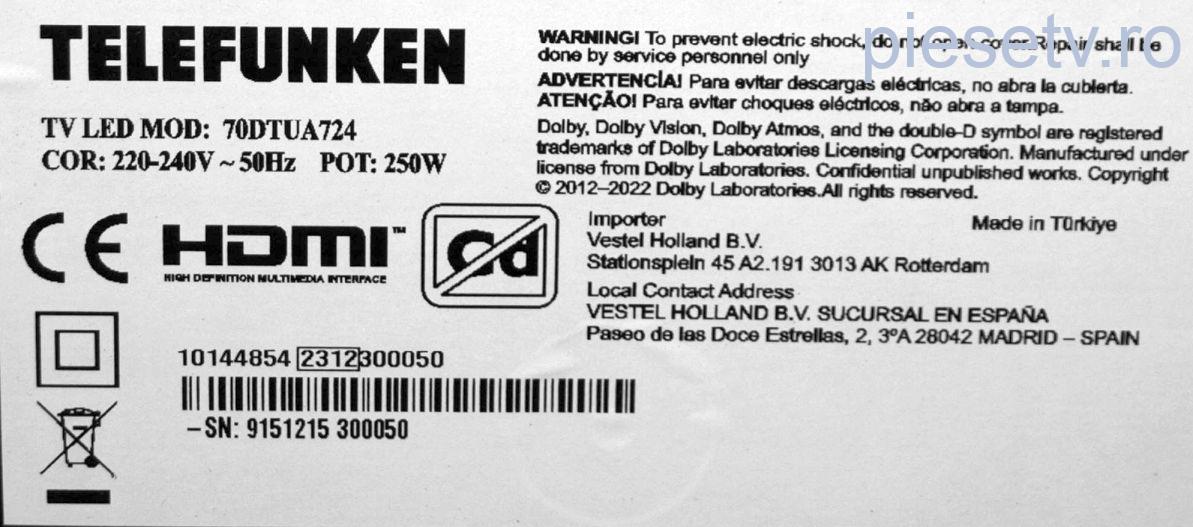 TELEFUNKEN
TV LED MOD: 70DTUA724
COR: 220-240V ~ 50Hz POT: 250W
CE
HDMI™
HIGH DEFINITION MULTIMEDIA INTERFACE
Cd
10144854 2312300050
–SN: 9151215 300050
piesetv.ro
WARNING! To prevent electric shock, do not open cover. Repair shall be
done by service personnel only
ADVERTENCÍA! Para evitar descargas eléctricas, no abra la cubierta.
ATENÇÃO! Para evitar choques eléctricos, não abra a tampa.
Dolby, Dolby Vision, Dolby Atmos, and the double-D symbol are registered
trademarks of Dolby Laboratories Licensing Corporation. Manufactured under
license from Dolby Laboratories. Confidential unpublished works. Copyright
© 2012–2022 Dolby Laboratories.All rights reserved.
Importer
Made in Türkiye
Vestel Holland B.V.
Stationsplein 45 A2.191 3013 AK Rotterdam
Local Contact Address
VESTEL HOLLAND B.V. SUCURSAL EN ESPAÑA
Paseo de las Doce Estrellas, 2, 3ºA 28042 MADRID – SPAIN